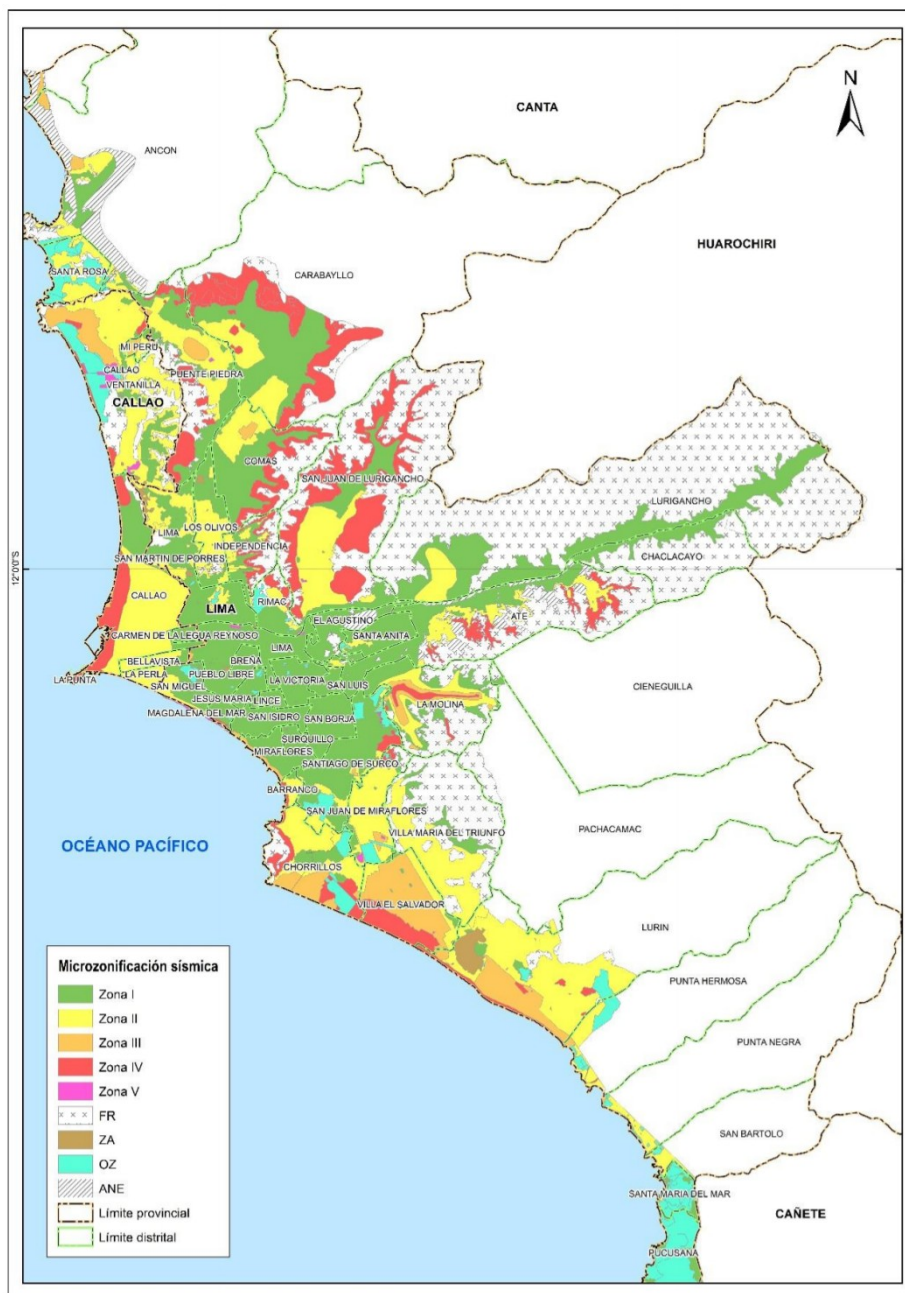 N
CANTA
ANCON
HUAROCHIRI
SANTA ROSA
CARABAYLLO
MI PERU
PUENTE PIEDRA
CALLAO
VENTANILLA
CALLAO
COMAS
SAN JUAN DE LURIGANCHO
LURIGANCHO
LIMA
LOS OLIVOS
INDEPENDENCIA
CHACLACAYO
SAN MARTIN DE PORRES
12°0'0"S
CALLAO
LIMA
RIMAC
EL AGUSTINO
ATE
CARMEN DE LA LEGUA REYNOSO
LIMA
SANTA ANITA
BELLAVISTA
BREÑA
LA PUNTA
LA PERLA
PUEBLO LIBRE
LA VICTORIA
SAN LUIS
CIENEGUILLA
SAN MIGUEL
JESUS MARIA
LINCE
LA MOLINA
MAGDALENA DEL MAR
SAN ISIDRO
SAN BORJA
SURQUILLO
MIRAFLORES
SANTIAGO DE SURCO
BARRANCO
SAN JUAN DE MIRAFLORES
PACHACAMAC
VILLA MARIA DEL TRIUNFO
OCÉANO PACÍFICO
CHORRILLOS
VILLA EL SALVADOR
LURIN
PUNTA HERMOSA
PUNTA NEGRA
SAN BARTOLO
SANTA MARIA DEL MAR
CAÑETE
PUCUSANA
Microzonificación sísmica
Zona I
Zona II
Zona III
Zona IV
Zona V
FR
ZA
OZ
ANE
Límite provincial
Límite distrital